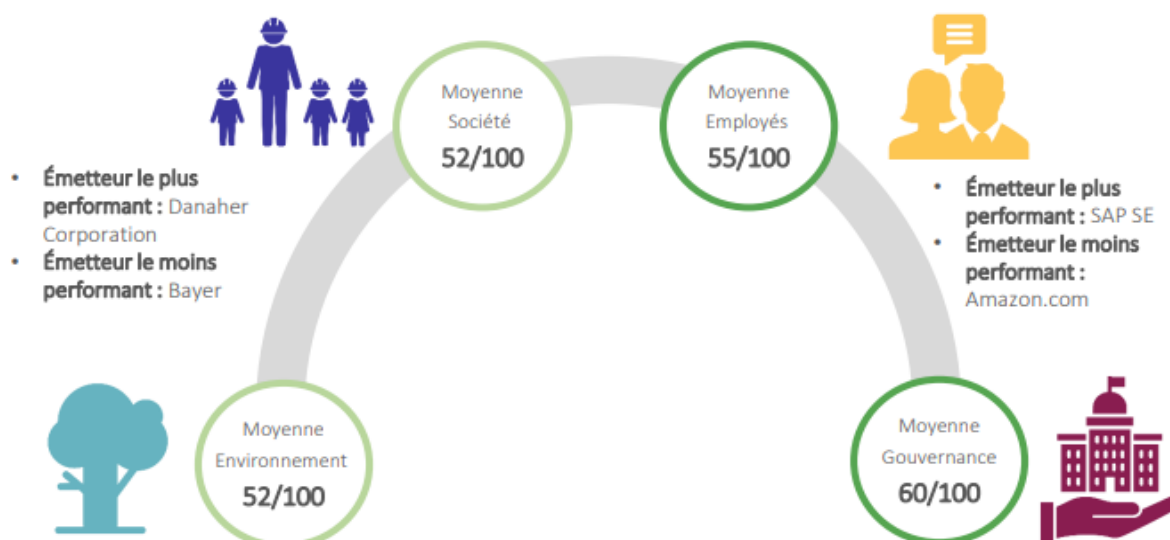 Moyenne
Société
52/100
Moyenne
Employés
55/100
• Émetteur le plus
performant : Danaher
Corporation
• Émetteur le moins
performant : Bayer
• Émetteur le plus
performant : SAP SE
• Émetteur le moins
performant :
Amazon.com
Moyenne
Environnement
52/100
Moyenne
Gouvernance
60/100